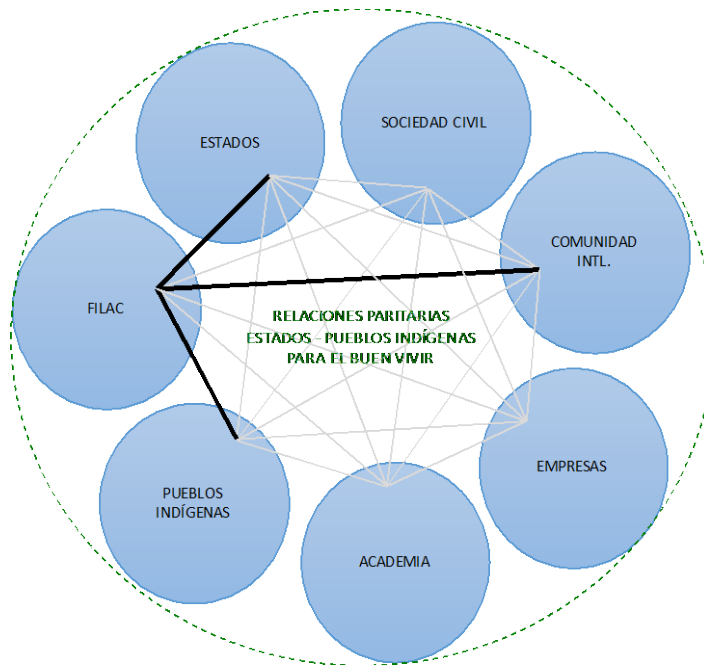 SOCIEDAD CIVIL
ESTADOS
COMUNIDAD
INTL.
FILAC
RELACIONES PARITARIAS
ESTADOS - PUEBLOS INDÍGENAS
PARA EL BUEN VIVIR
EMPRESAS
PUEBLOS
INDÍGENAS
ACADEMIA